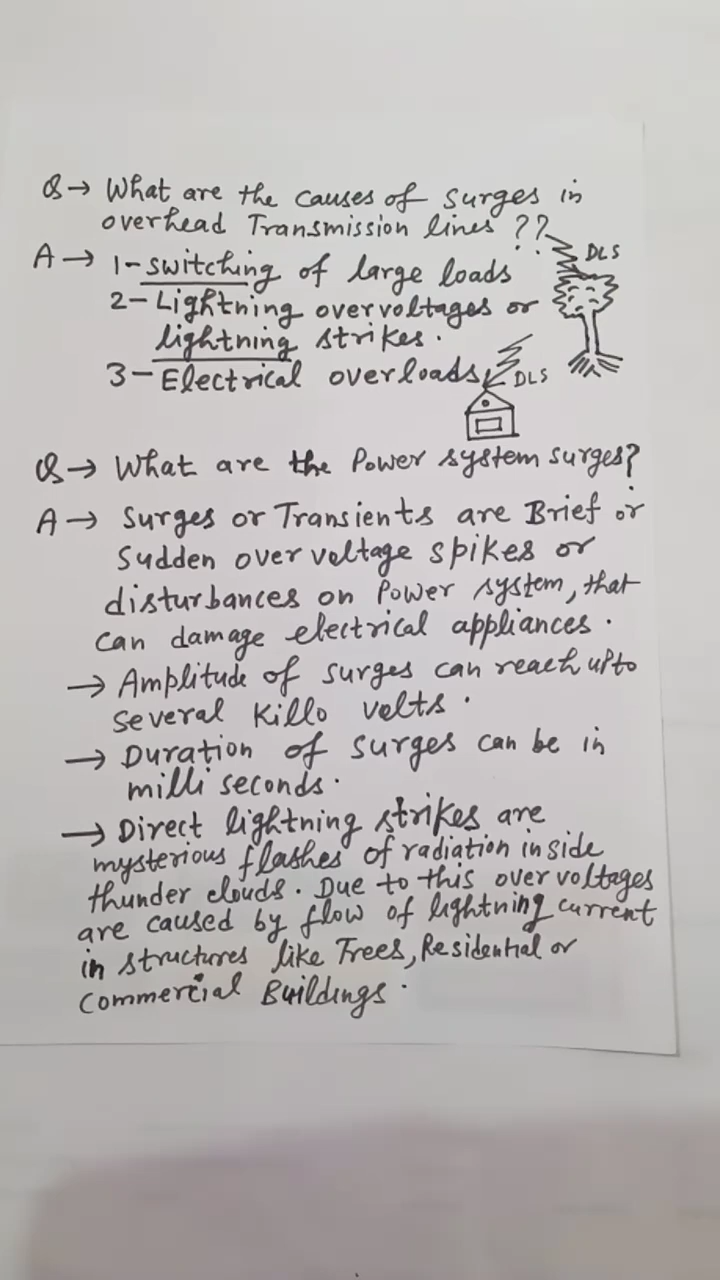 Q→ What are the causes of surges in
overhead Transmission lines ??
A→ 1-switching of large loads
DLS
2-Lightning overvoltages or
lightning strikes.
3-Electrical overloads
DLS
Q→ What are the Power system surges?
A→ Surges or Transients are Brief or
Sudden over voltage spikes or
disturbances on Power system, that
can damage electrical appliances.
→ Amplitude of surges can reach upto
several Killo volts.
→ Duration of surges can be in
milli seconds.
→ Direct lightning strikes are
mysterious flashes of radiation inside
thunder clouds. Due to this over voltages
are caused by flow of lightning current
in structures like Trees, Residential or
Commercial Buildings.